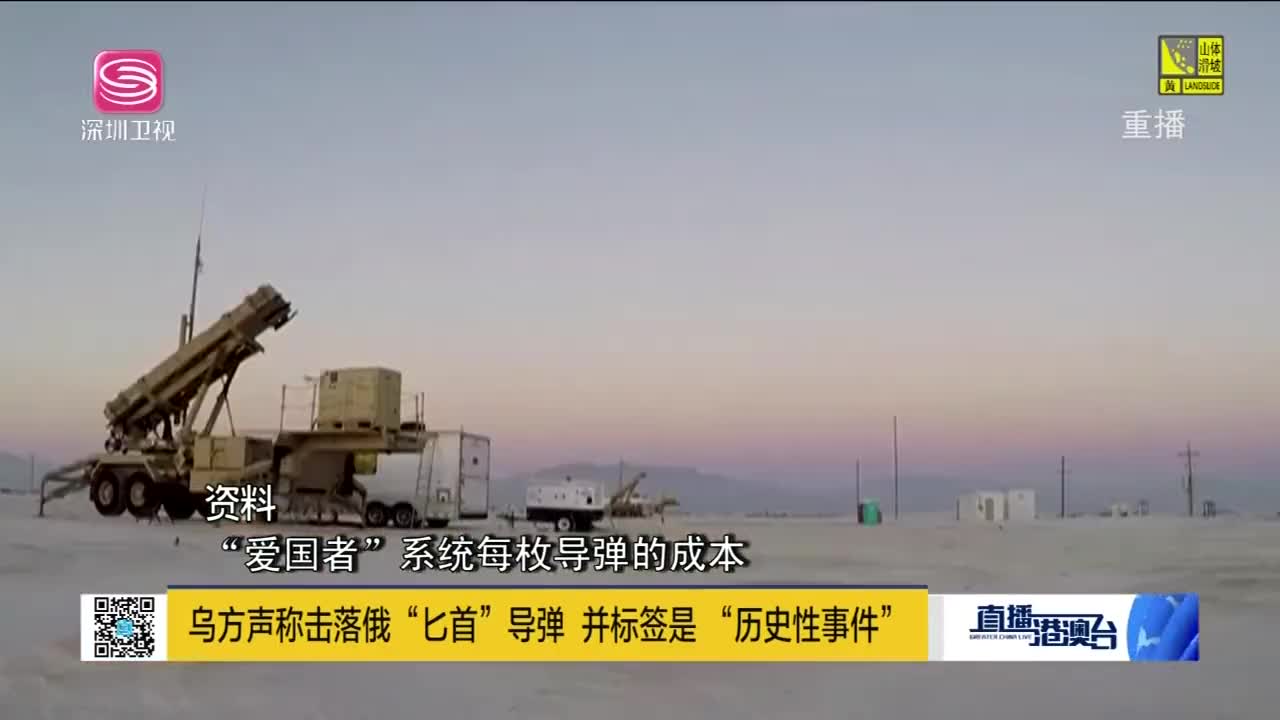 深圳卫视
山体
滑坡
黄 LANDSLIDE
重播
资料
“爱国者”系统每枚导弹的成本
乌方声称击落俄“匕首”导弹 并标签是 “历史性事件”
直播港澳台
GREATER CHINA LIVE